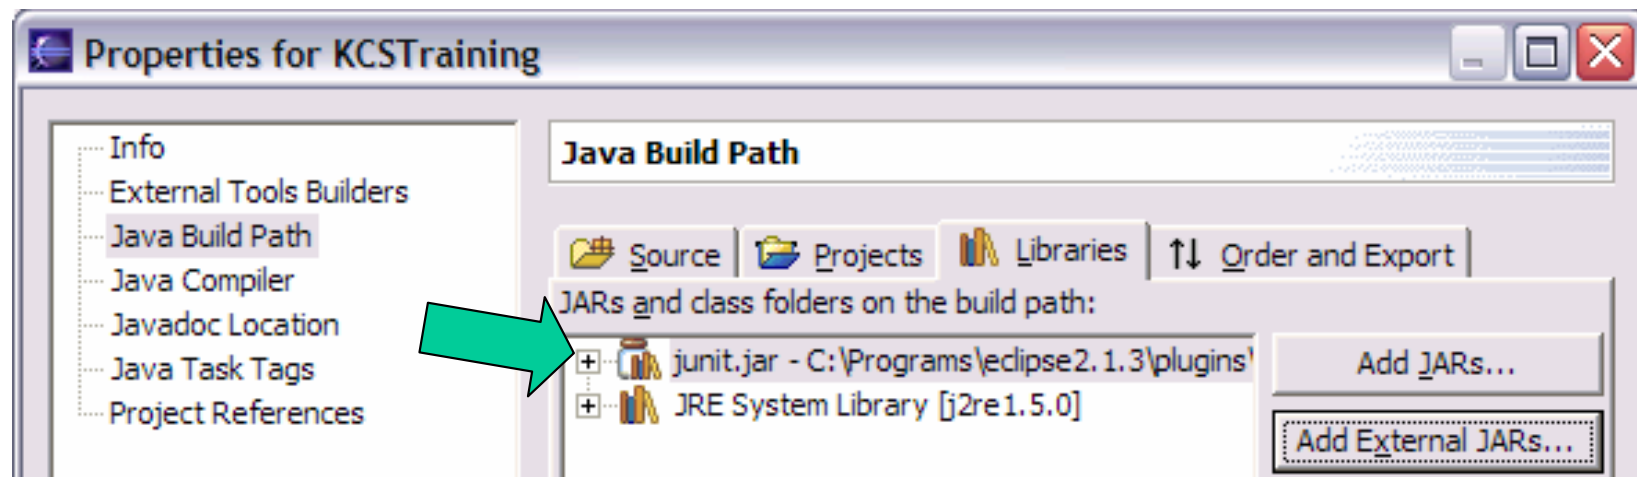 Properties for KCSTraining
Info
External Tools Builders
Java Build Path
Java Compiler
Javadoc Location
Java Task Tags
Project References
Java Build Path
Source
Projects
Libraries
Order and Export
JARs and class folders on the build path:
junit.jar - C:\Programs\eclipse2.1.3\plugins\
JRE System Library [j2re1.5.0]
Add JARs...
Add External JARs...